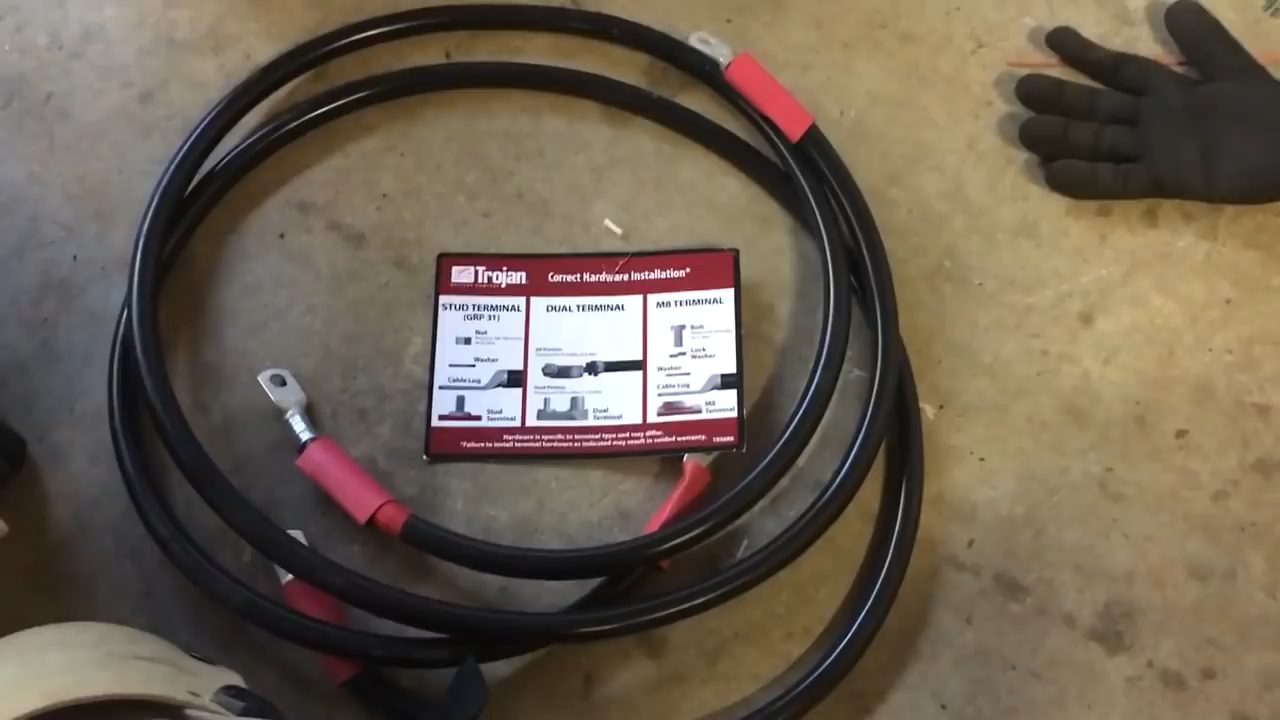 Trojan
Correct Hardware Installation*
STUD TERMINAL
(GRP 31)
Nut
Washer
Cable Lug
Stud
Terminal
DUAL TERMINAL
Dual
Terminal
M8 TERMINAL
Bolt
Lock
Washer
Washer
Cable Lug
M8
Terminal
Hardware is specific to terminal type and may differ.
*Failure to install terminal hardware as indicated may result in voided warranty.